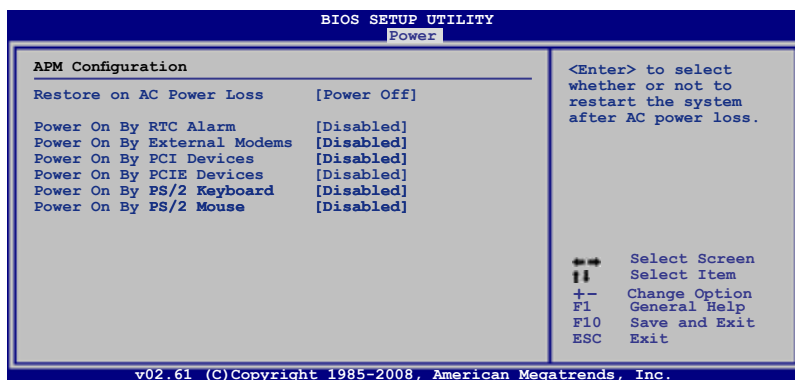 BIOS SETUP UTILITY
Power
APM Configuration
Restore on AC Power Loss [Power Off]
Power On By RTC Alarm [Disabled]
Power On By External Modems [Disabled]
Power On By PCI Devices [Disabled]
Power On By PCIE Devices [Disabled]
Power On By PS/2 Keyboard [Disabled]
Power On By PS/2 Mouse [Disabled]
<Enter> to select
whether or not to
restart the system
after AC power loss.
←→ Select Screen
↑↓ Select Item
+- Change Option
F1 General Help
F10 Save and Exit
ESC Exit
v02.61 (C)Copyright 1985-2008, American Megatrends, Inc.